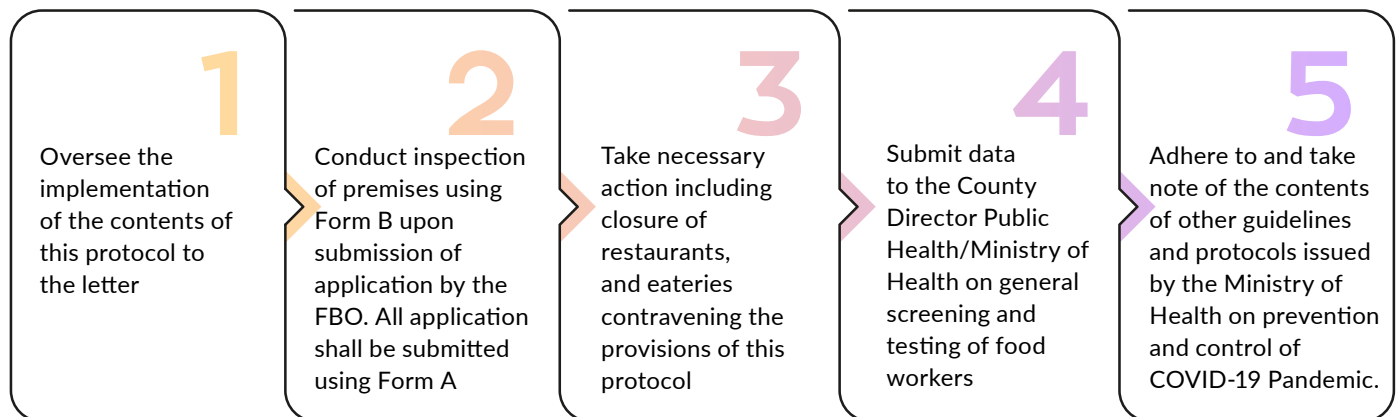 1
Oversee the
implementation
of the contents of
this protocol to
the letter
2
Conduct inspection
of premises using
Form B upon
submission of
application by the
FBO. All application
shall be submitted
using Form A
3
Take necessary
action including
closure of
restaurants,
and eateries
contravening the
provisions of this
protocol
4
Submit data
to the County
Director Public
Health/Ministry of
Health on general
screening and
testing of food
workers
5
Adhere to and take
note of the contents
of other guidelines
and protocols issued
by the Ministry of
Health on prevention
and control of
COVID-19 Pandemic.